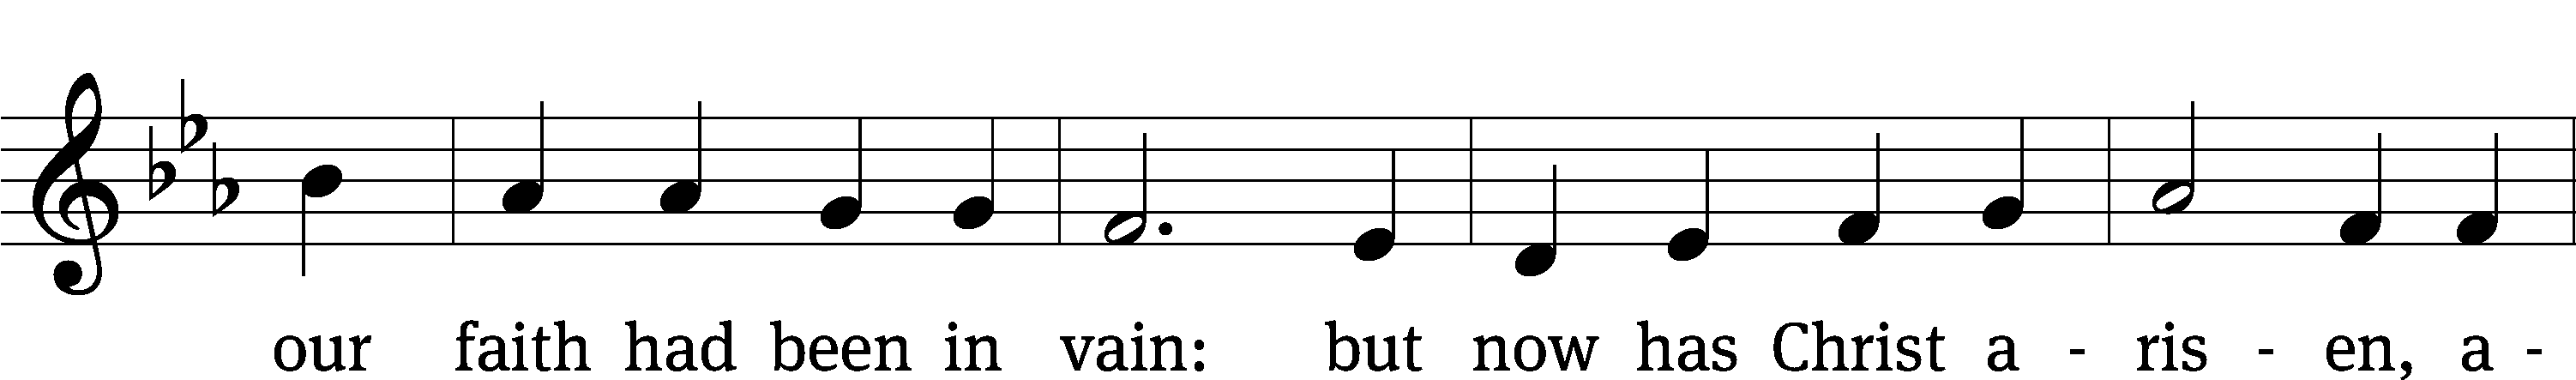 our faith had been in vain: but now has Christ a - ris - en, a -